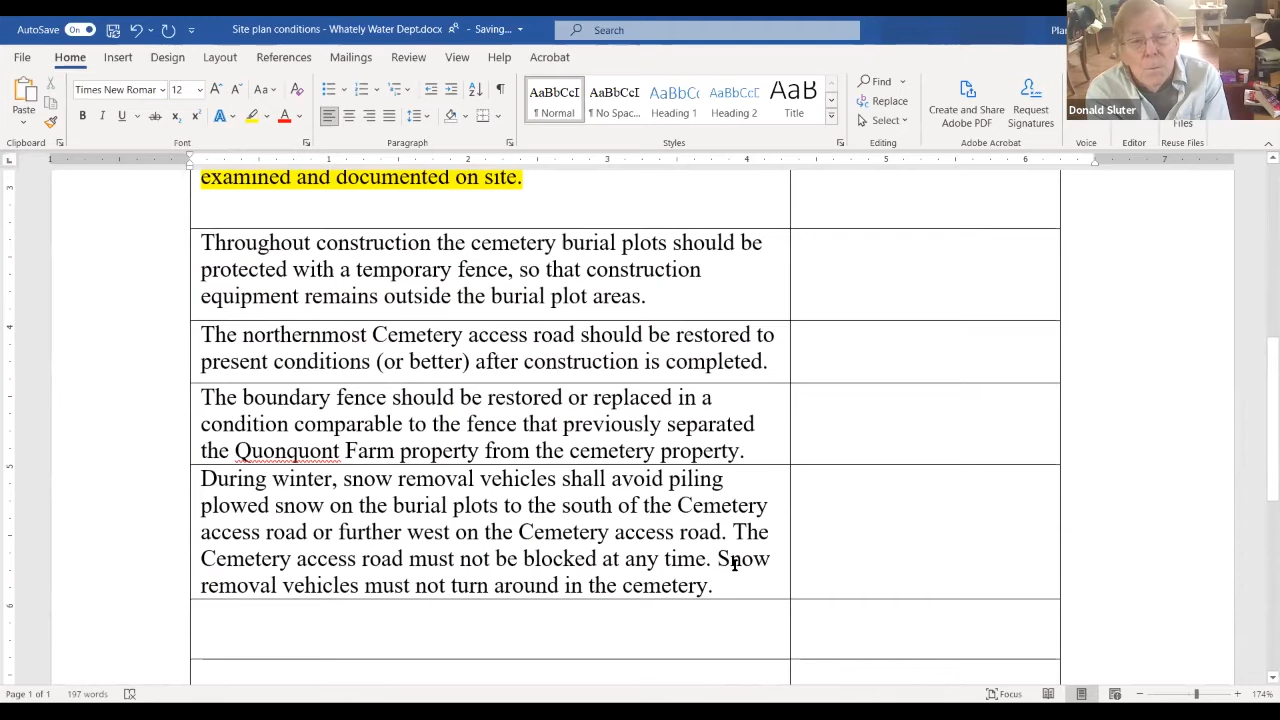 AutoSave On Site plan conditions - Whately Water Dept.docx Saving... Search
File Home Insert Design Layout References Mailings Review View Help Acrobat
Paste Times New Roman 12 AaBbCcI AaBbCcI AaBbCc AaBbCcI AaB Find Replace Select
¶ Normal ¶ No Spac... Heading 1 Heading 2 Title
Create and Share Adobe PDF Request Signatures Files
Clipboard Font Paragraph Styles Editing Adobe Acrobat Voice Editor Reuse Files
Donald Sluter
examined and documented on site.
Throughout construction the cemetery burial plots should be
protected with a temporary fence, so that construction
equipment remains outside the burial plot areas.
The northernmost Cemetery access road should be restored to
present conditions (or better) after construction is completed.
The boundary fence should be restored or replaced in a
condition comparable to the fence that previously separated
the Quonquont Farm property from the cemetery property.
During winter, snow removal vehicles shall avoid piling
plowed snow on the burial plots to the south of the Cemetery
access road or further west on the Cemetery access road. The
Cemetery access road must not be blocked at any time. Snow
removal vehicles must not turn around in the cemetery.
Page 1 of 1 197 words Focus 174%